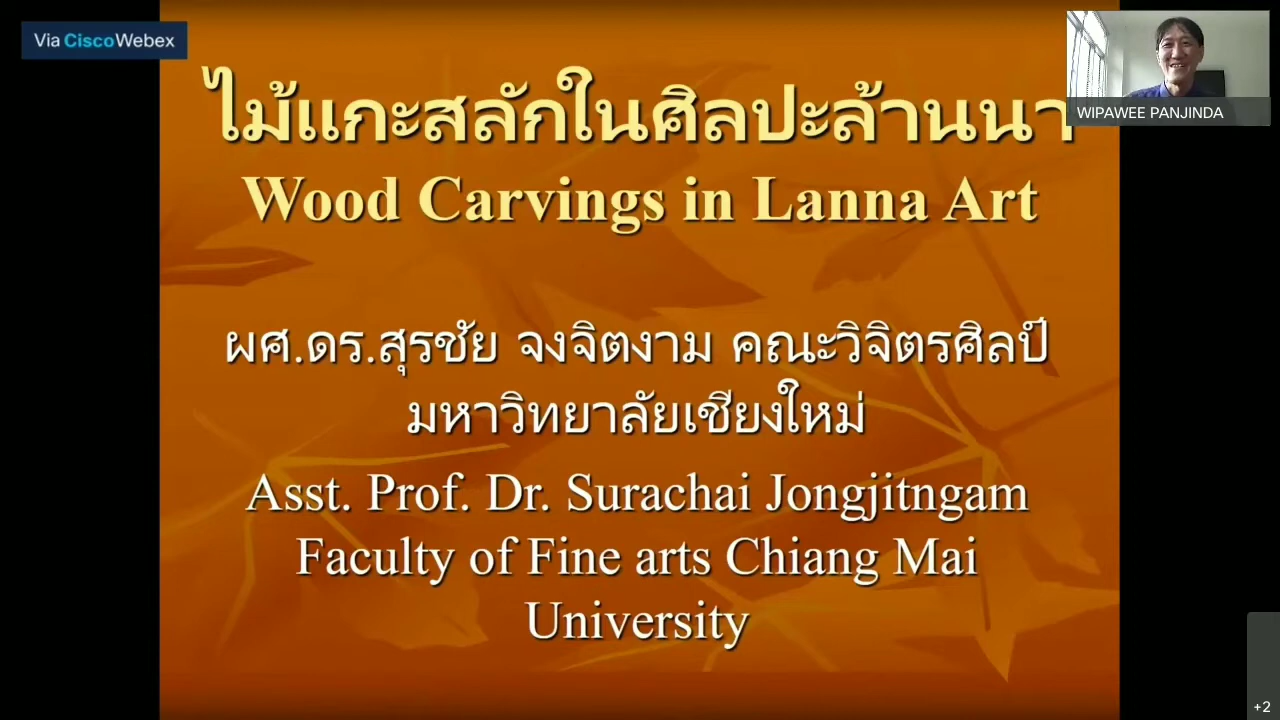 Via Cisco Webex
WIPAWEE PANJINDA
ไม้แกะสลักในศิลปะล้านนา
Wood Carvings in Lanna Art
ผศ.ดร.สุรชัย จงจิตงาม คณะวิจิตรศิลป์
มหาวิทยาลัยเชียงใหม่
Asst. Prof. Dr. Surachai Jongjitngam
Faculty of Fine arts Chiang Mai
University
+2